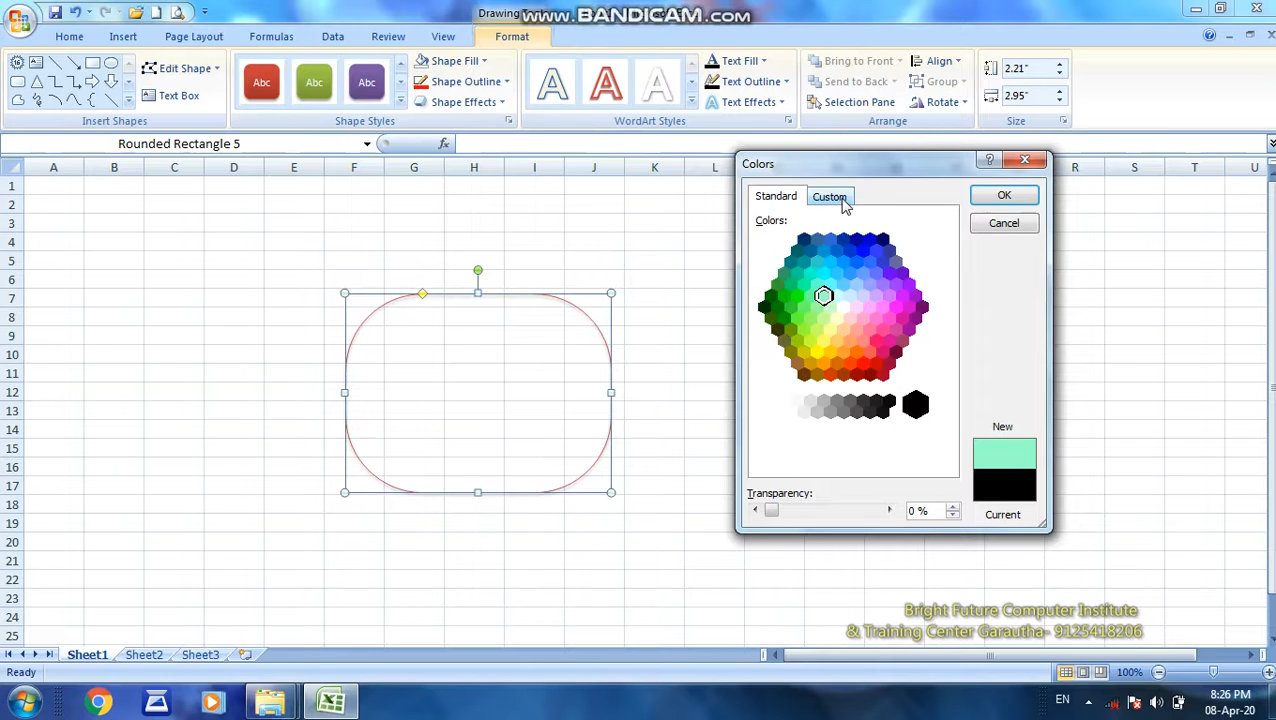 Drawing Tools
www.BANDICAM.com
Home Insert Page Layout Formulas Data Review View Format
Edit Shape
Text Box
Insert Shapes
Abc Abc Abc
Shape Fill
Shape Outline
Shape Effects
Shape Styles
A A A
Text Fill
Text Outline
Text Effects
WordArt Styles
Bring to Front
Send to Back
Selection Pane
Align
Group
Rotate
Arrange
2.21"
2.95"
Size
Rounded Rectangle 5
fx
A B C D E F G H I J K L R S T U
1
2
3
4
5
6
7
8
9
10
11
12
13
14
15
16
17
18
19
20
21
22
23
24
25
Colors
Standard Custom
OK
Cancel
Colors:
New
Current
Transparency:
0 %
Bright Future Computer Institute
& Training Center Garautha- 9125418206
Sheet1 Sheet2 Sheet3
Ready
100%
EN
8:26 PM
08-Apr-20